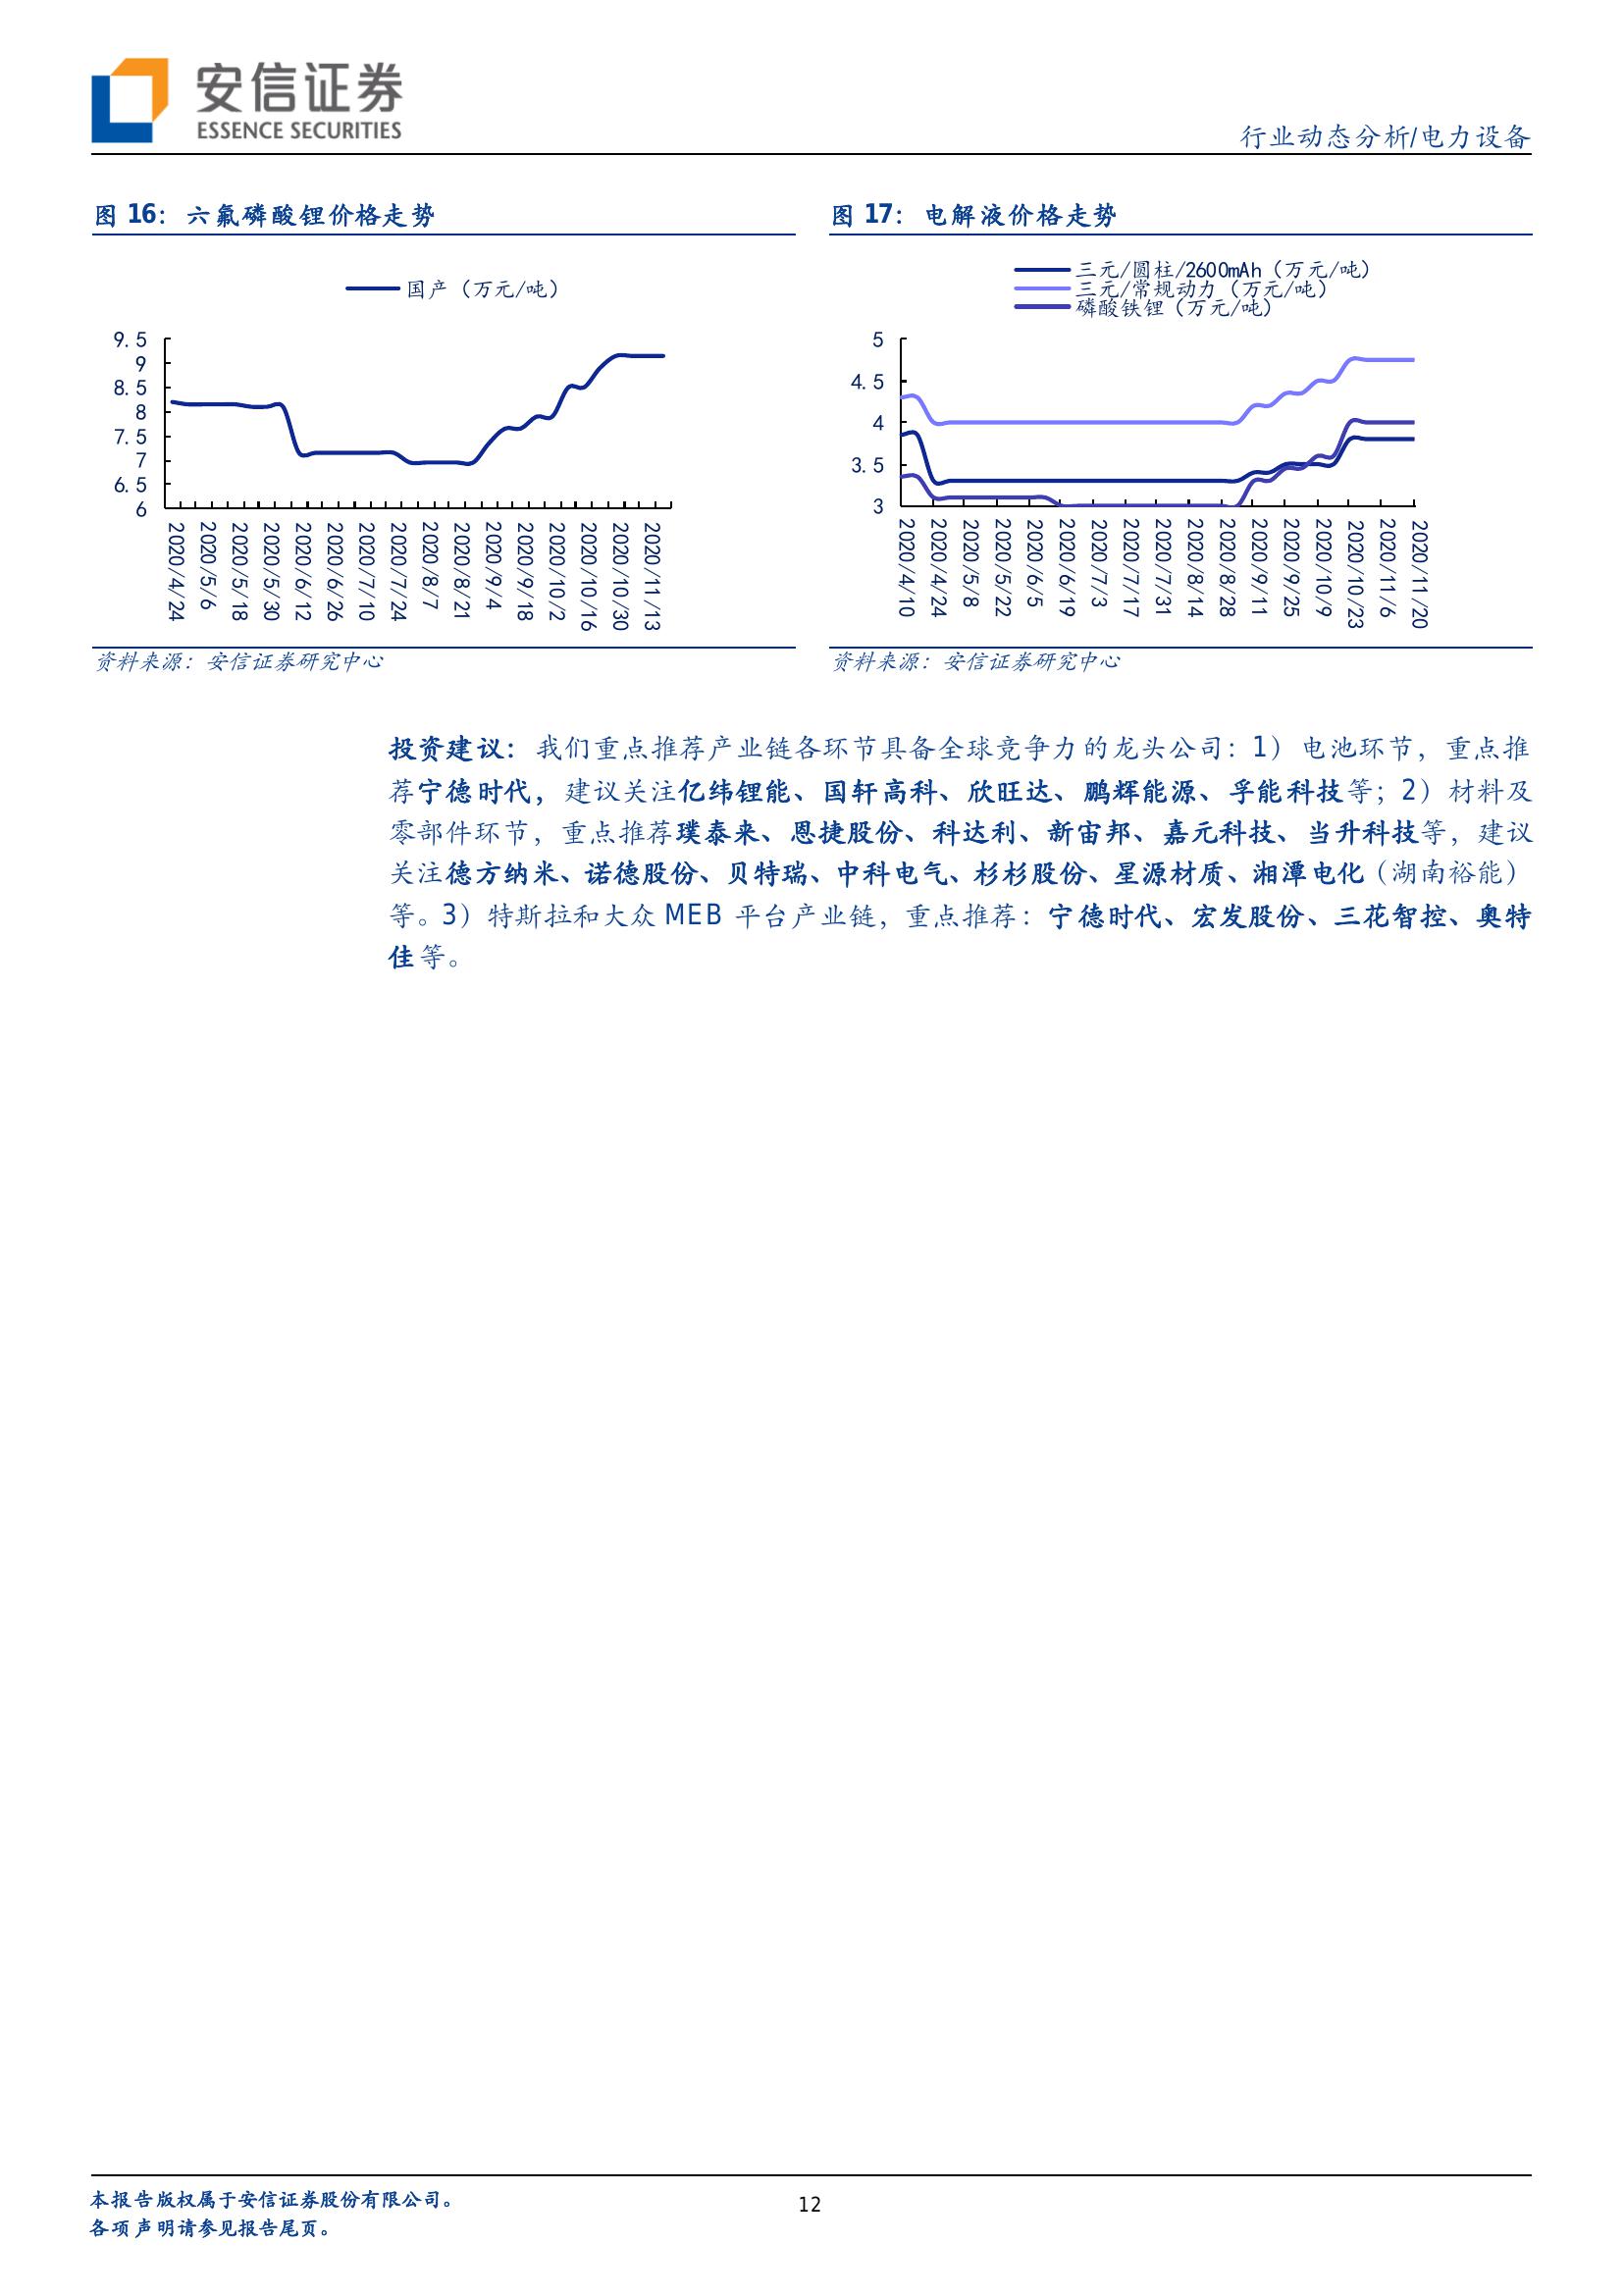 安信证券
ESSENCE SECURITIES
行业动态分析/电力设备
图 16：六氟磷酸锂价格走势
国产（万元/吨）
9.5
9
8.5
8
7.5
7
6.5
6
2020/4/24
2020/5/6
2020/5/18
2020/5/30
2020/6/12
2020/6/26
2020/7/10
2020/7/24
2020/8/7
2020/8/21
2020/9/4
2020/9/18
2020/10/2
2020/10/16
2020/10/30
2020/11/13
资料来源：安信证券研究中心
图 17：电解液价格走势
三元/圆柱/2600mAh（万元/吨）
三元/常规动力（万元/吨）
磷酸铁锂（万元/吨）
5
4.5
4
3.5
3
2020/4/10
2020/4/24
2020/5/8
2020/5/22
2020/6/5
2020/6/19
2020/7/3
2020/7/17
2020/7/31
2020/8/14
2020/8/28
2020/9/11
2020/9/25
2020/10/9
2020/10/23
2020/11/6
2020/11/20
资料来源：安信证券研究中心
投资建议：我们重点推荐产业链各环节具备全球竞争力的龙头公司：1）电池环节，重点推
荐宁德时代，建议关注亿纬锂能、国轩高科、欣旺达、鹏辉能源、孚能科技等；2）材料及
零部件环节，重点推荐璞泰来、恩捷股份、科达利、新宙邦、嘉元科技、当升科技等，建议
关注德方纳米、诺德股份、贝特瑞、中科电气、杉杉股份、星源材质、湘潭电化（湖南裕能）
等。3）特斯拉和大众 MEB 平台产业链，重点推荐：宁德时代、宏发股份、三花智控、奥特
佳等。
本报告版权属于安信证券股份有限公司。
各项声明请参见报告尾页。
12